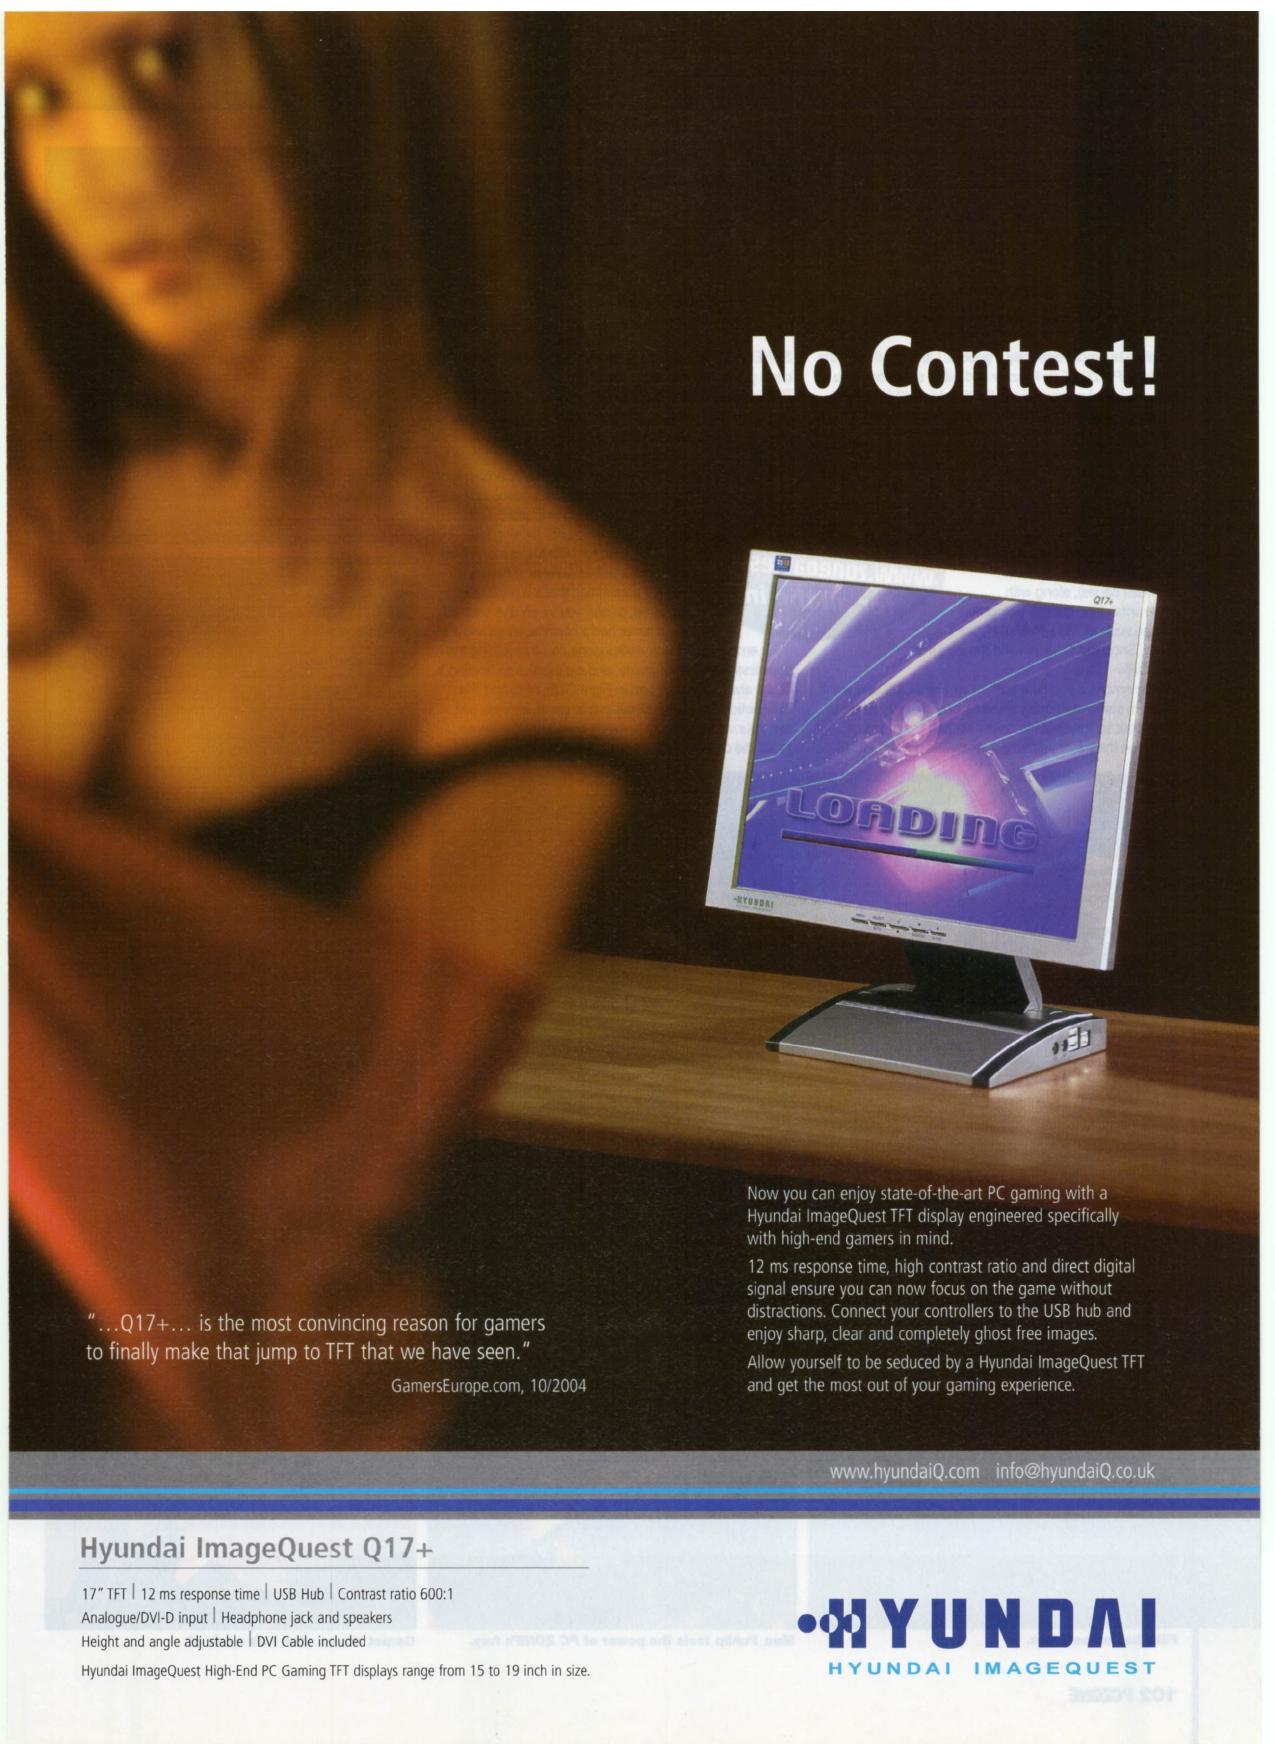 No Contest!
Q17+
LOADING
HYUNDAI
Now you can enjoy state-of-the-art PC gaming with a
Hyundai ImageQuest TFT display engineered specifically
with high-end gamers in mind.
12 ms response time, high contrast ratio and direct digital
signal ensure you can now focus on the game without
distractions. Connect your controllers to the USB hub and
enjoy sharp, clear and completely ghost free images.
Allow yourself to be seduced by a Hyundai ImageQuest TFT
and get the most out of your gaming experience.
“...Q17+... is the most convincing reason for gamers
to finally make that jump to TFT that we have seen.“
GamersEurope.com, 10/2004
www.hyundaiQ.com info@hyundaiQ.co.uk
Hyundai ImageQuest Q17+
17” TFT | 12 ms response time | USB Hub | Contrast ratio 600:1
Analogue/DVI-D input | Headphone jack and speakers
Height and angle adjustable | DVI Cable included
Hyundai ImageQuest High-End PC Gaming TFT displays range from 15 to 19 inch in size.
HYUNDAI
HYUNDAI IMAGEQUEST
102 PCZONE